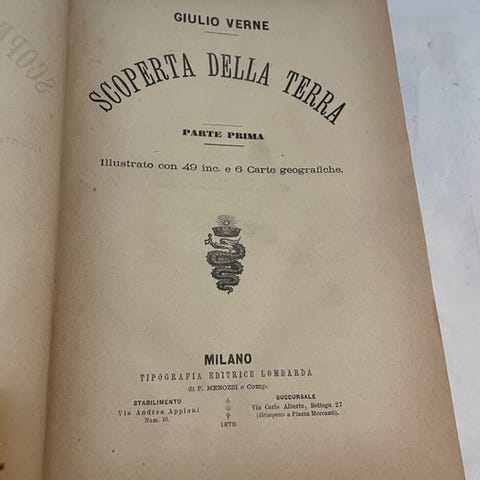 GIULIO VERNE
SCOPERTA DELLA TERRA
PARTE PRIMA
Illustrato con 49 inc. e 6 Carte geografiche.
MILANO
TIPOGRAFIA EDITRICE LOMBARDA
di F. MENOZZI e Comp.
STABILIMENTO
Via Andrea Appiani
Num. 10.
SUCCURSALE
Via Carlo Alberto, Bottega 27
(dirimpetto a Piazza Mercanti).
1879